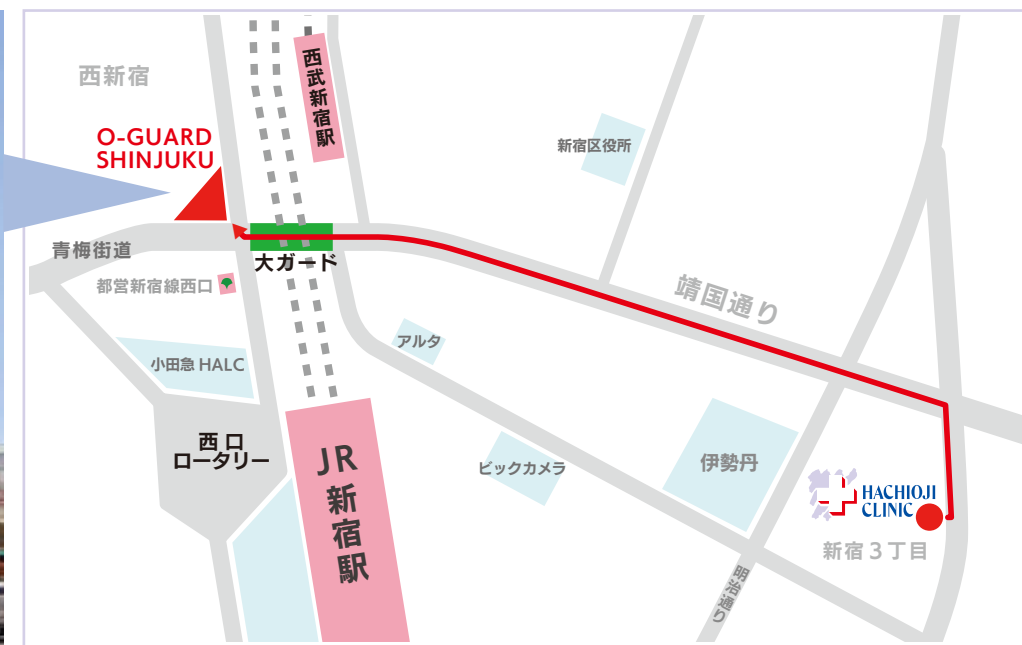 西新宿
O-GUARD
SHINJUKU
西武新宿駅
新宿区役所
青梅街道
大ガード
都営新宿線西口
靖国通り
アルタ
小田急 HALC
西口
ロータリー
JR新宿駅
ビックカメラ
伊勢丹
HACHIOJI
CLINIC
新宿３丁目
明治通り